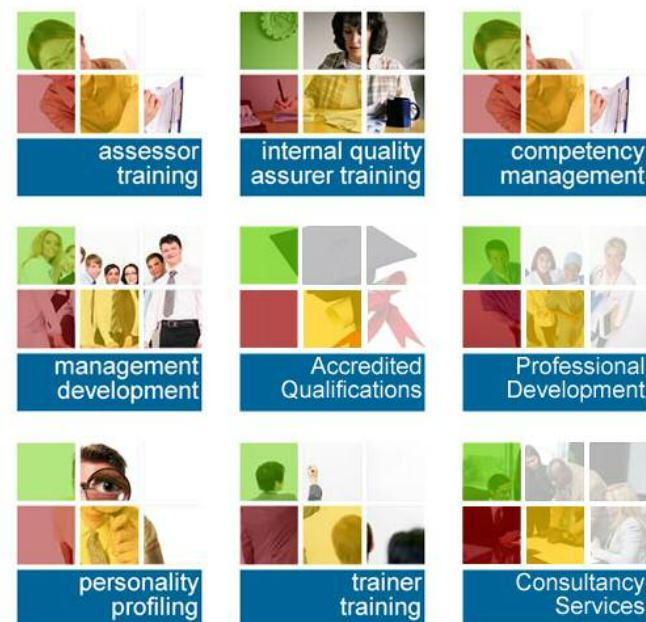 assessor
training
internal quality
assurer training
competency
management
management
development
Accredited
Qualifications
Professional
Development
personality
profiling
trainer
training
Consultancy
Services